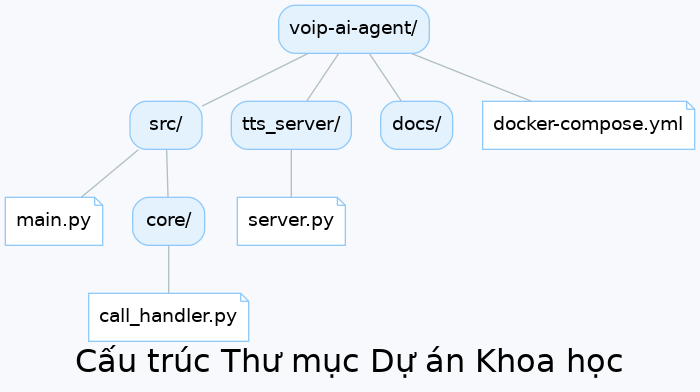 voip-ai-agent/
src/
tts_server/
docs/
docker-compose.yml
main.py
core/
server.py
call_handler.py
Cấu trúc Thư mục Dự án Khoa học